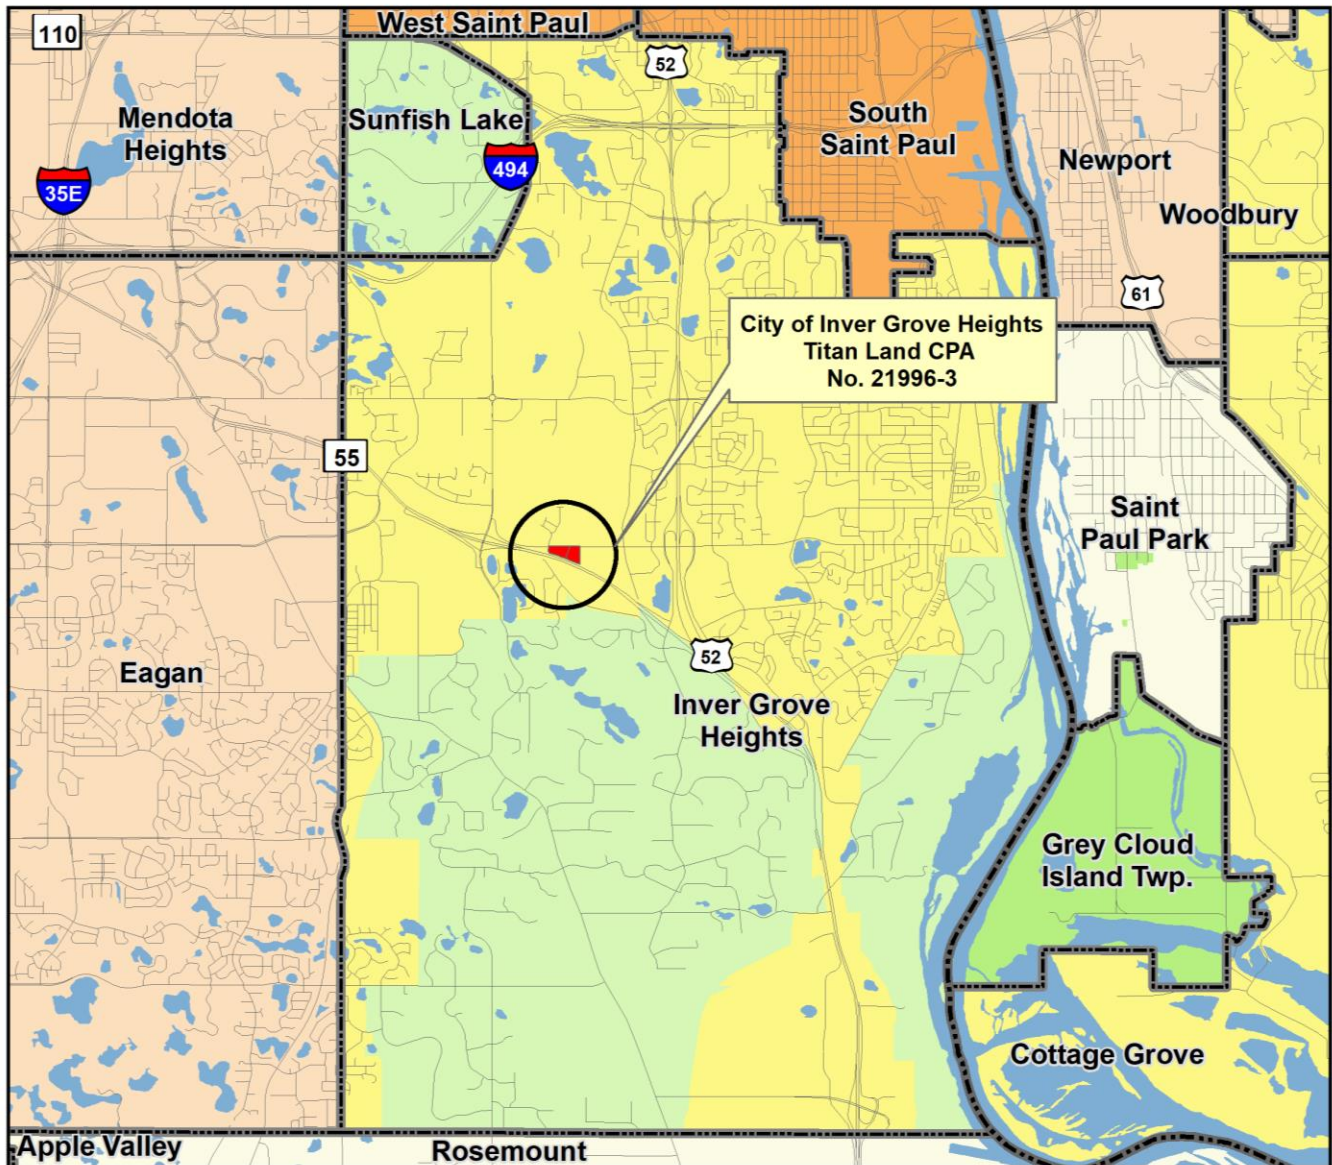 West Saint Paul
110
52
South
Saint Paul
Mendota
Heights
Sunfish Lake
Newport
494
35E
Woodbury
61
City of Inver Grove Heights
Titan Land CPA
No. 21996-3
55
Saint
Paul Park
Eagan
52
Inver Grove
Heights
Grey Cloud
Island Twp.
Cottage Grove
Apple Valley
Rosemount